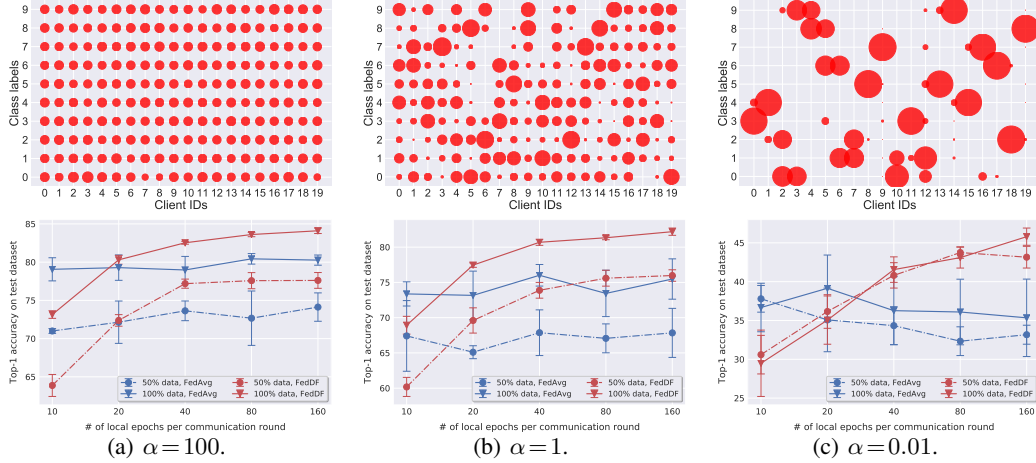 Class labels
9
8
7
6
5
4
3
2
1
0
0 1 2 3 4 5 6 7 8 9 10 11 12 13 14 15 16 17 18 19
Client IDs
Class labels
9
8
7
6
5
4
3
2
1
0
0 1 2 3 4 5 6 7 8 9 10 11 12 13 14 15 16 17 18 19
Client IDs
Class labels
9
8
7
6
5
4
3
2
1
0
0 1 2 3 4 5 6 7 8 9 10 11 12 13 14 15 16 17 18 19
Client IDs
Top-1 accuracy on test dataset
85
80
75
70
65
50% data, FedAvg
100% data, FedAvg
50% data, FedDF
100% data, FedDF
10 20 40 80 160
# of local epochs per communication round
(a) α=100.
Top-1 accuracy on test dataset
80
75
70
65
60
50% data, FedAvg
100% data, FedAvg
50% data, FedDF
100% data, FedDF
10 20 40 80 160
# of local epochs per communication round
(b) α=1.
Top-1 accuracy on test dataset
45
40
35
30
25
50% data, FedAvg
100% data, FedAvg
50% data, FedDF
100% data, FedDF
10 20 40 80 160
# of local epochs per communication round
(c) α=0.01.